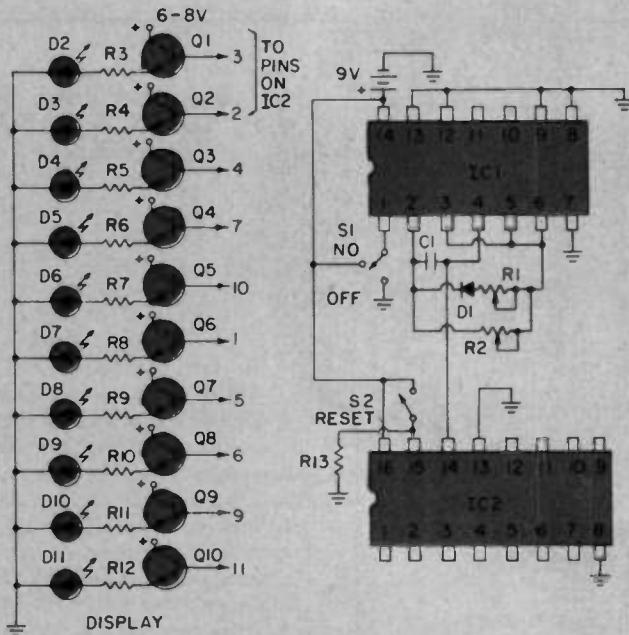 6-8V
D2 R3 + Q1 3
TO
PINS
ON
IC2
D3 R4 + Q2 2
D4 R5 + Q3 4
D5 R6 + Q4 7
D6 R7 + Q5 10
D7 R8 + Q6 1
D8 R9 + Q7 5
D9 R10 + Q8 6
D10 R11 + Q9 9
D11 R12 + Q10 11
DISPLAY
9V
+
14 13 12 11 10 9 8
IC1
1 2 3 4 5 6 7
S1
NO
OFF
C1
R1
D1
R2
S2
RESET
R13
16 15 14 13 12 11 10 9
IC2
1 2 3 4 5 6 7 8